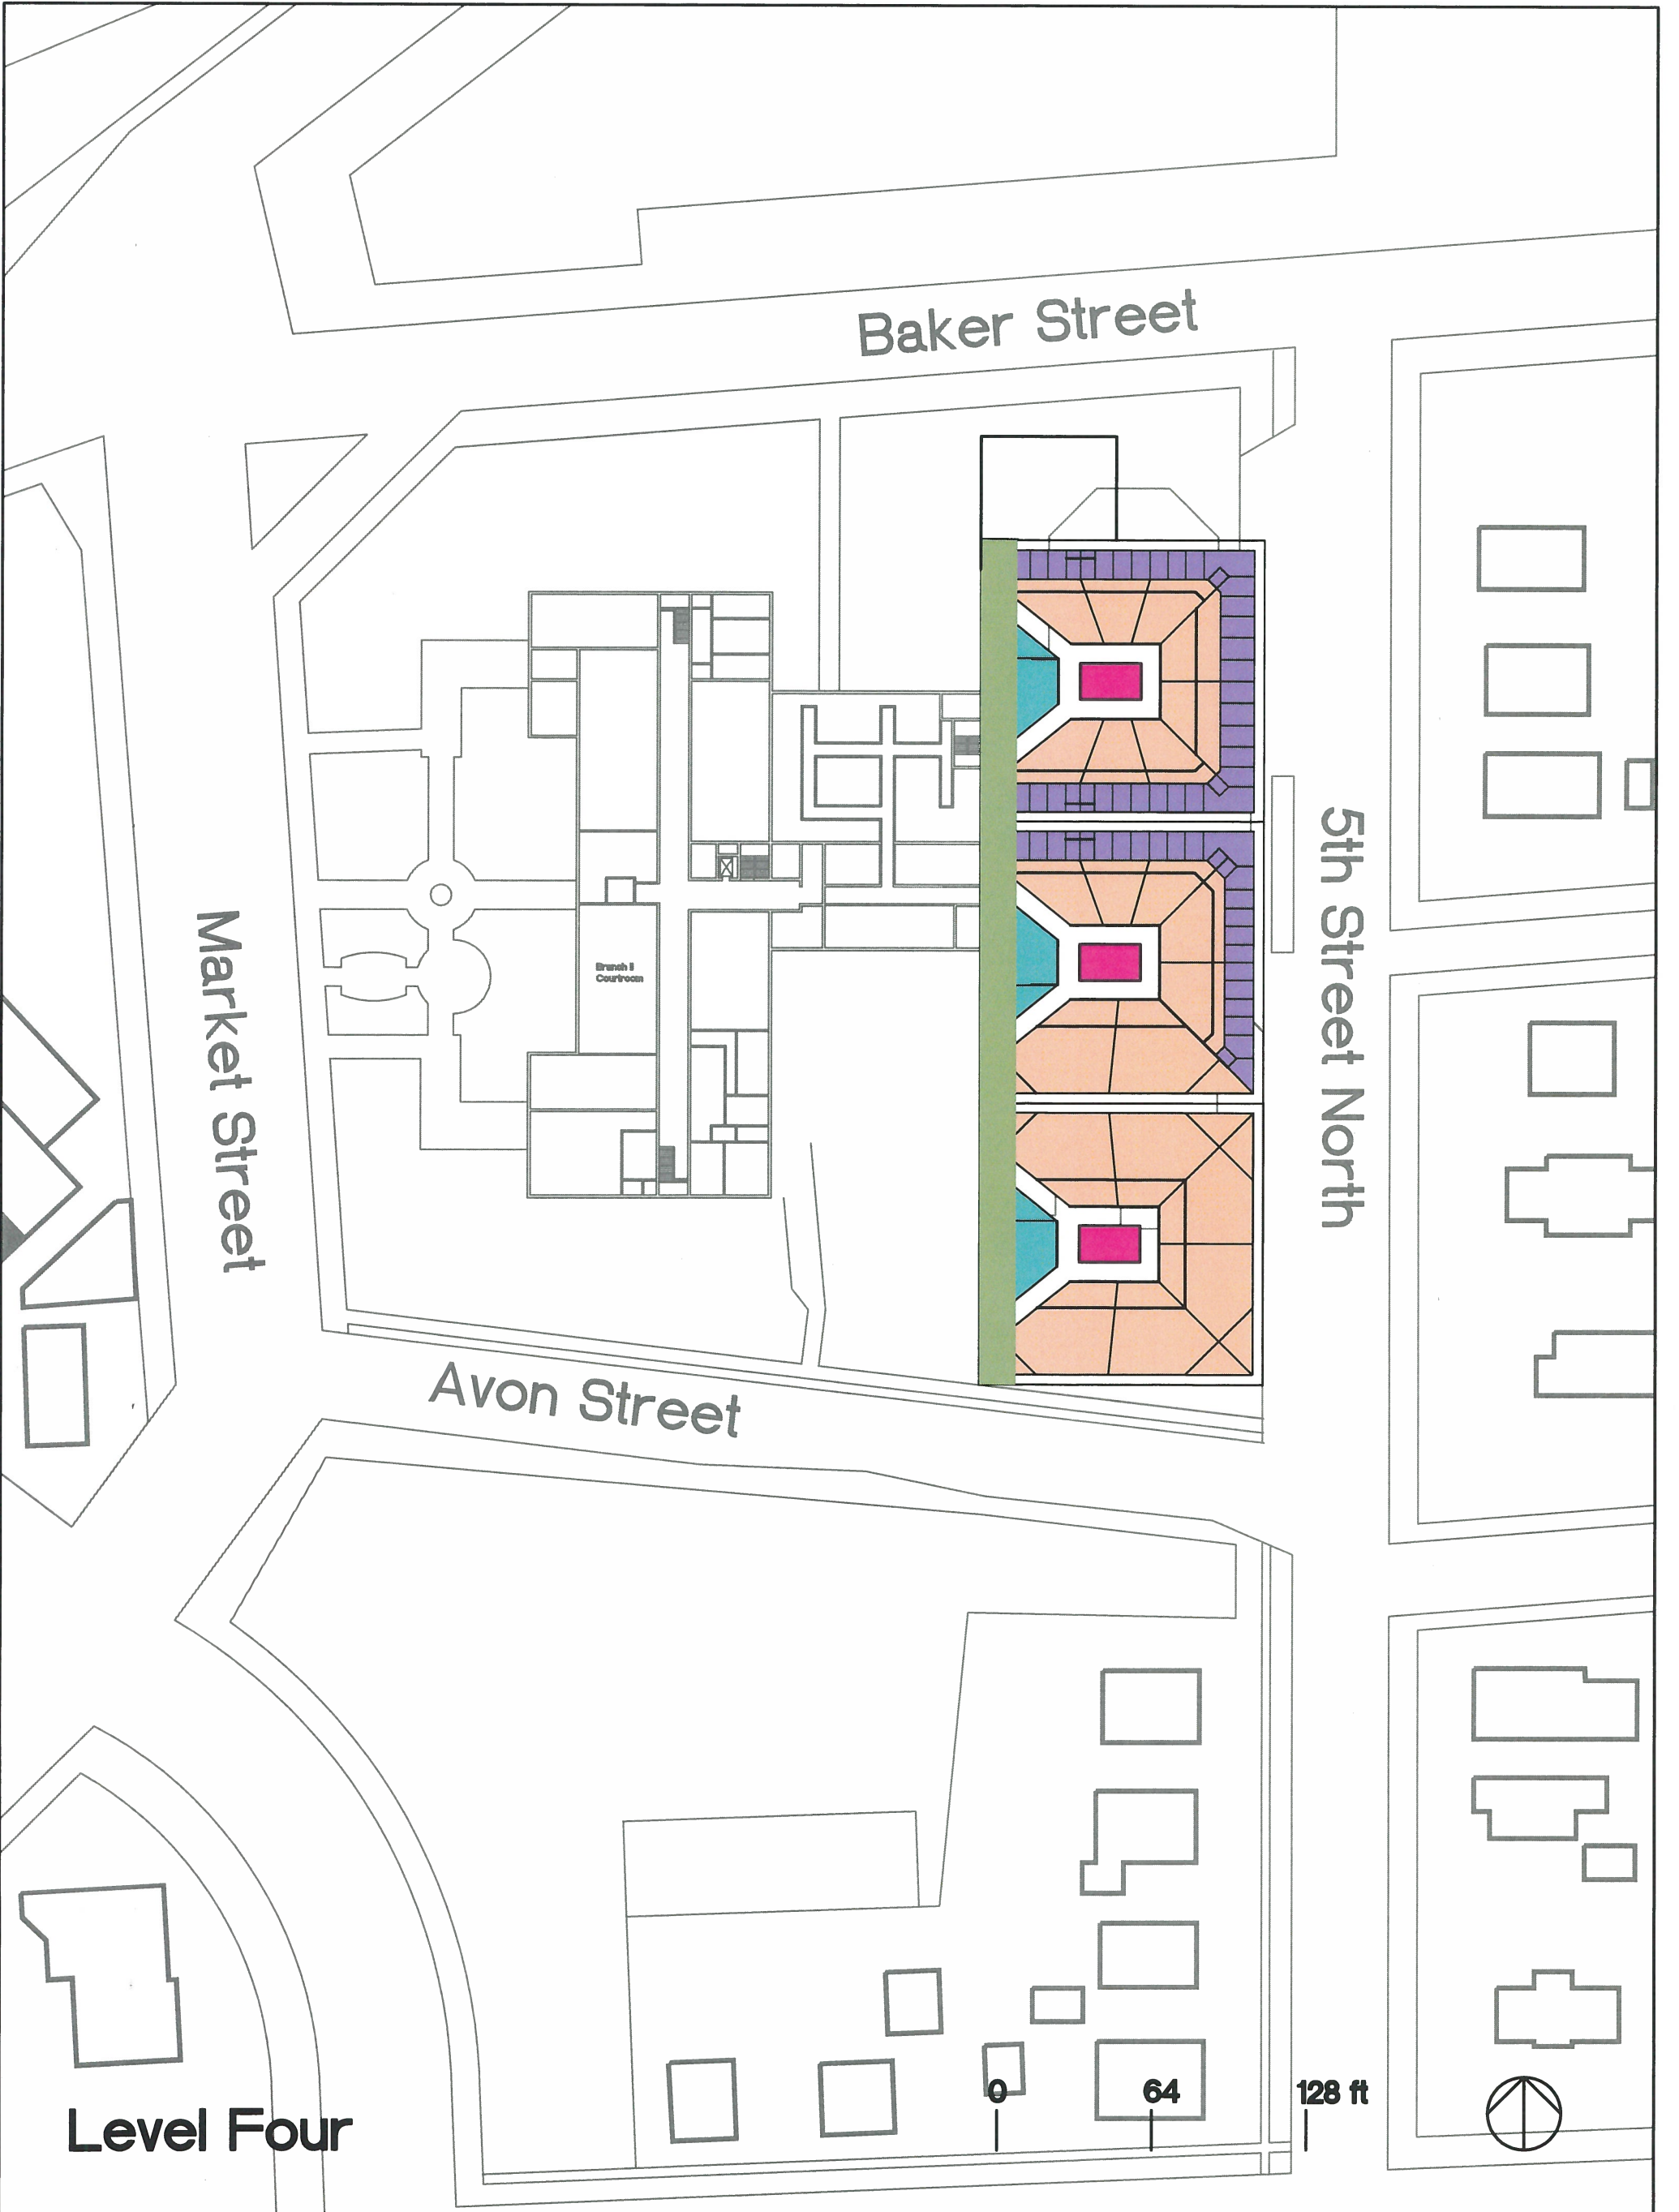 Baker Street
5th Street North
Market Street
Branch II
Courtroom
Avon Street
0 64 128 ft
Level Four